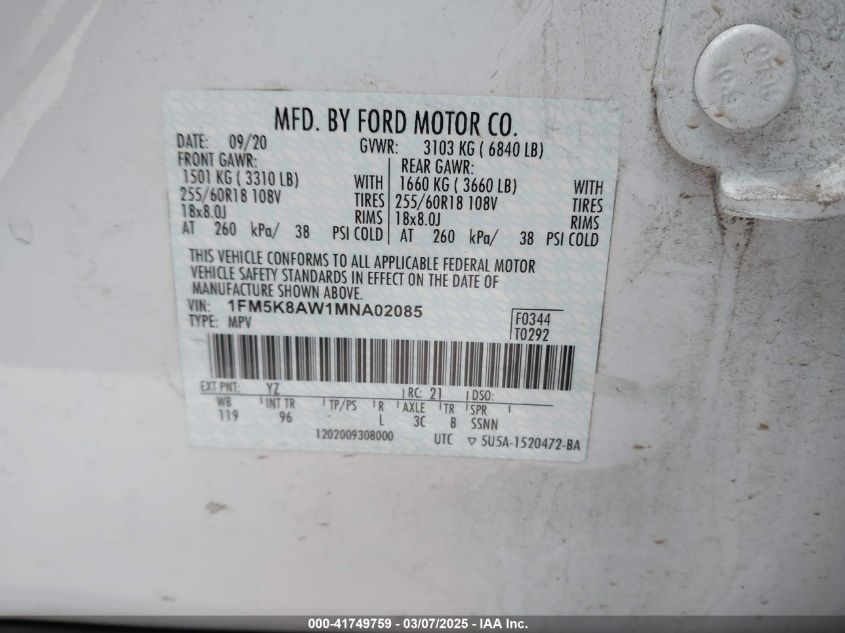 MFD. BY FORD MOTOR CO.
DATE: 09/20 GVWR: 3103 KG ( 6840 LB)
FRONT GAWR: REAR GAWR:
1501 KG ( 3310 LB) WITH 1660 KG ( 3660 LB) WITH
255/60R18 108V TIRES 255/60R18 108V TIRES
18x8.0J RIMS 18x8.0J RIMS
AT 260 kPa/ 38 PSI COLD AT 260 kPa/ 38 PSI COLD
THIS VEHICLE CONFORMS TO ALL APPLICABLE FEDERAL MOTOR
VEHICLE SAFETY STANDARDS IN EFFECT ON THE DATE OF
MANUFACTURE SHOWN ABOVE.
VIN: 1FM5K8AW1MNA02085
TYPE: MPV
F0344
T0292
EXT PNT: YZ RC: 21 DSO:
WB INT TR TP/PS R AXLE TR SPR
119 96 - L 3C B SSNN
1202009308000 UTC ▽ 5U5A-1520472-BA
000-41749759 — 03/07/2025 — IAA Inc.